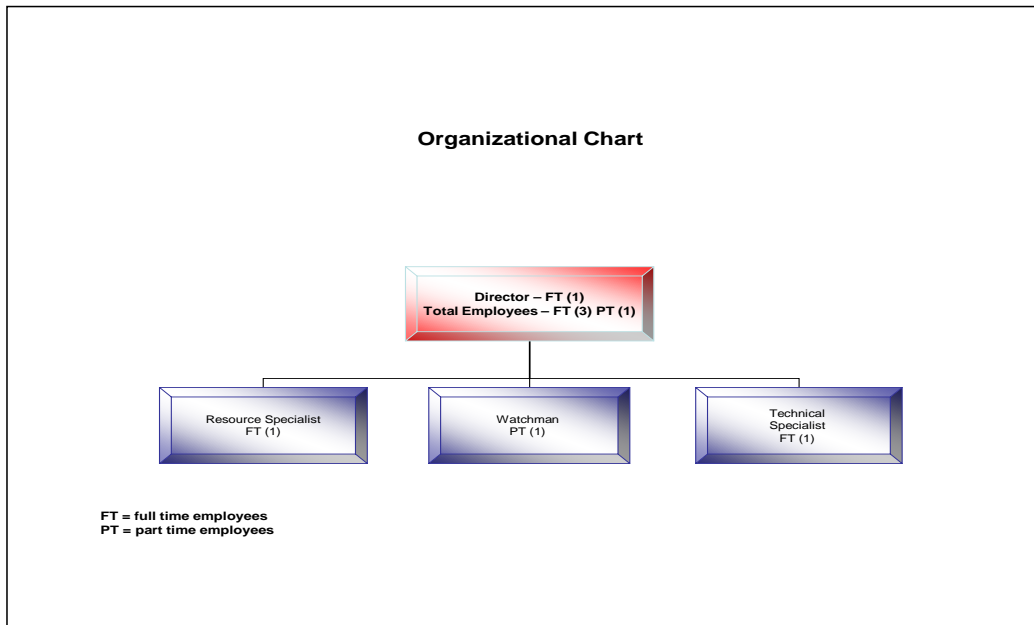 Organizational Chart
Director – FT (1)
Total Employees – FT (3) PT (1)
Resource Specialist
FT (1)
Watchman
PT (1)
Technical
Specialist
FT (1)
FT = full time employees
PT = part time employees